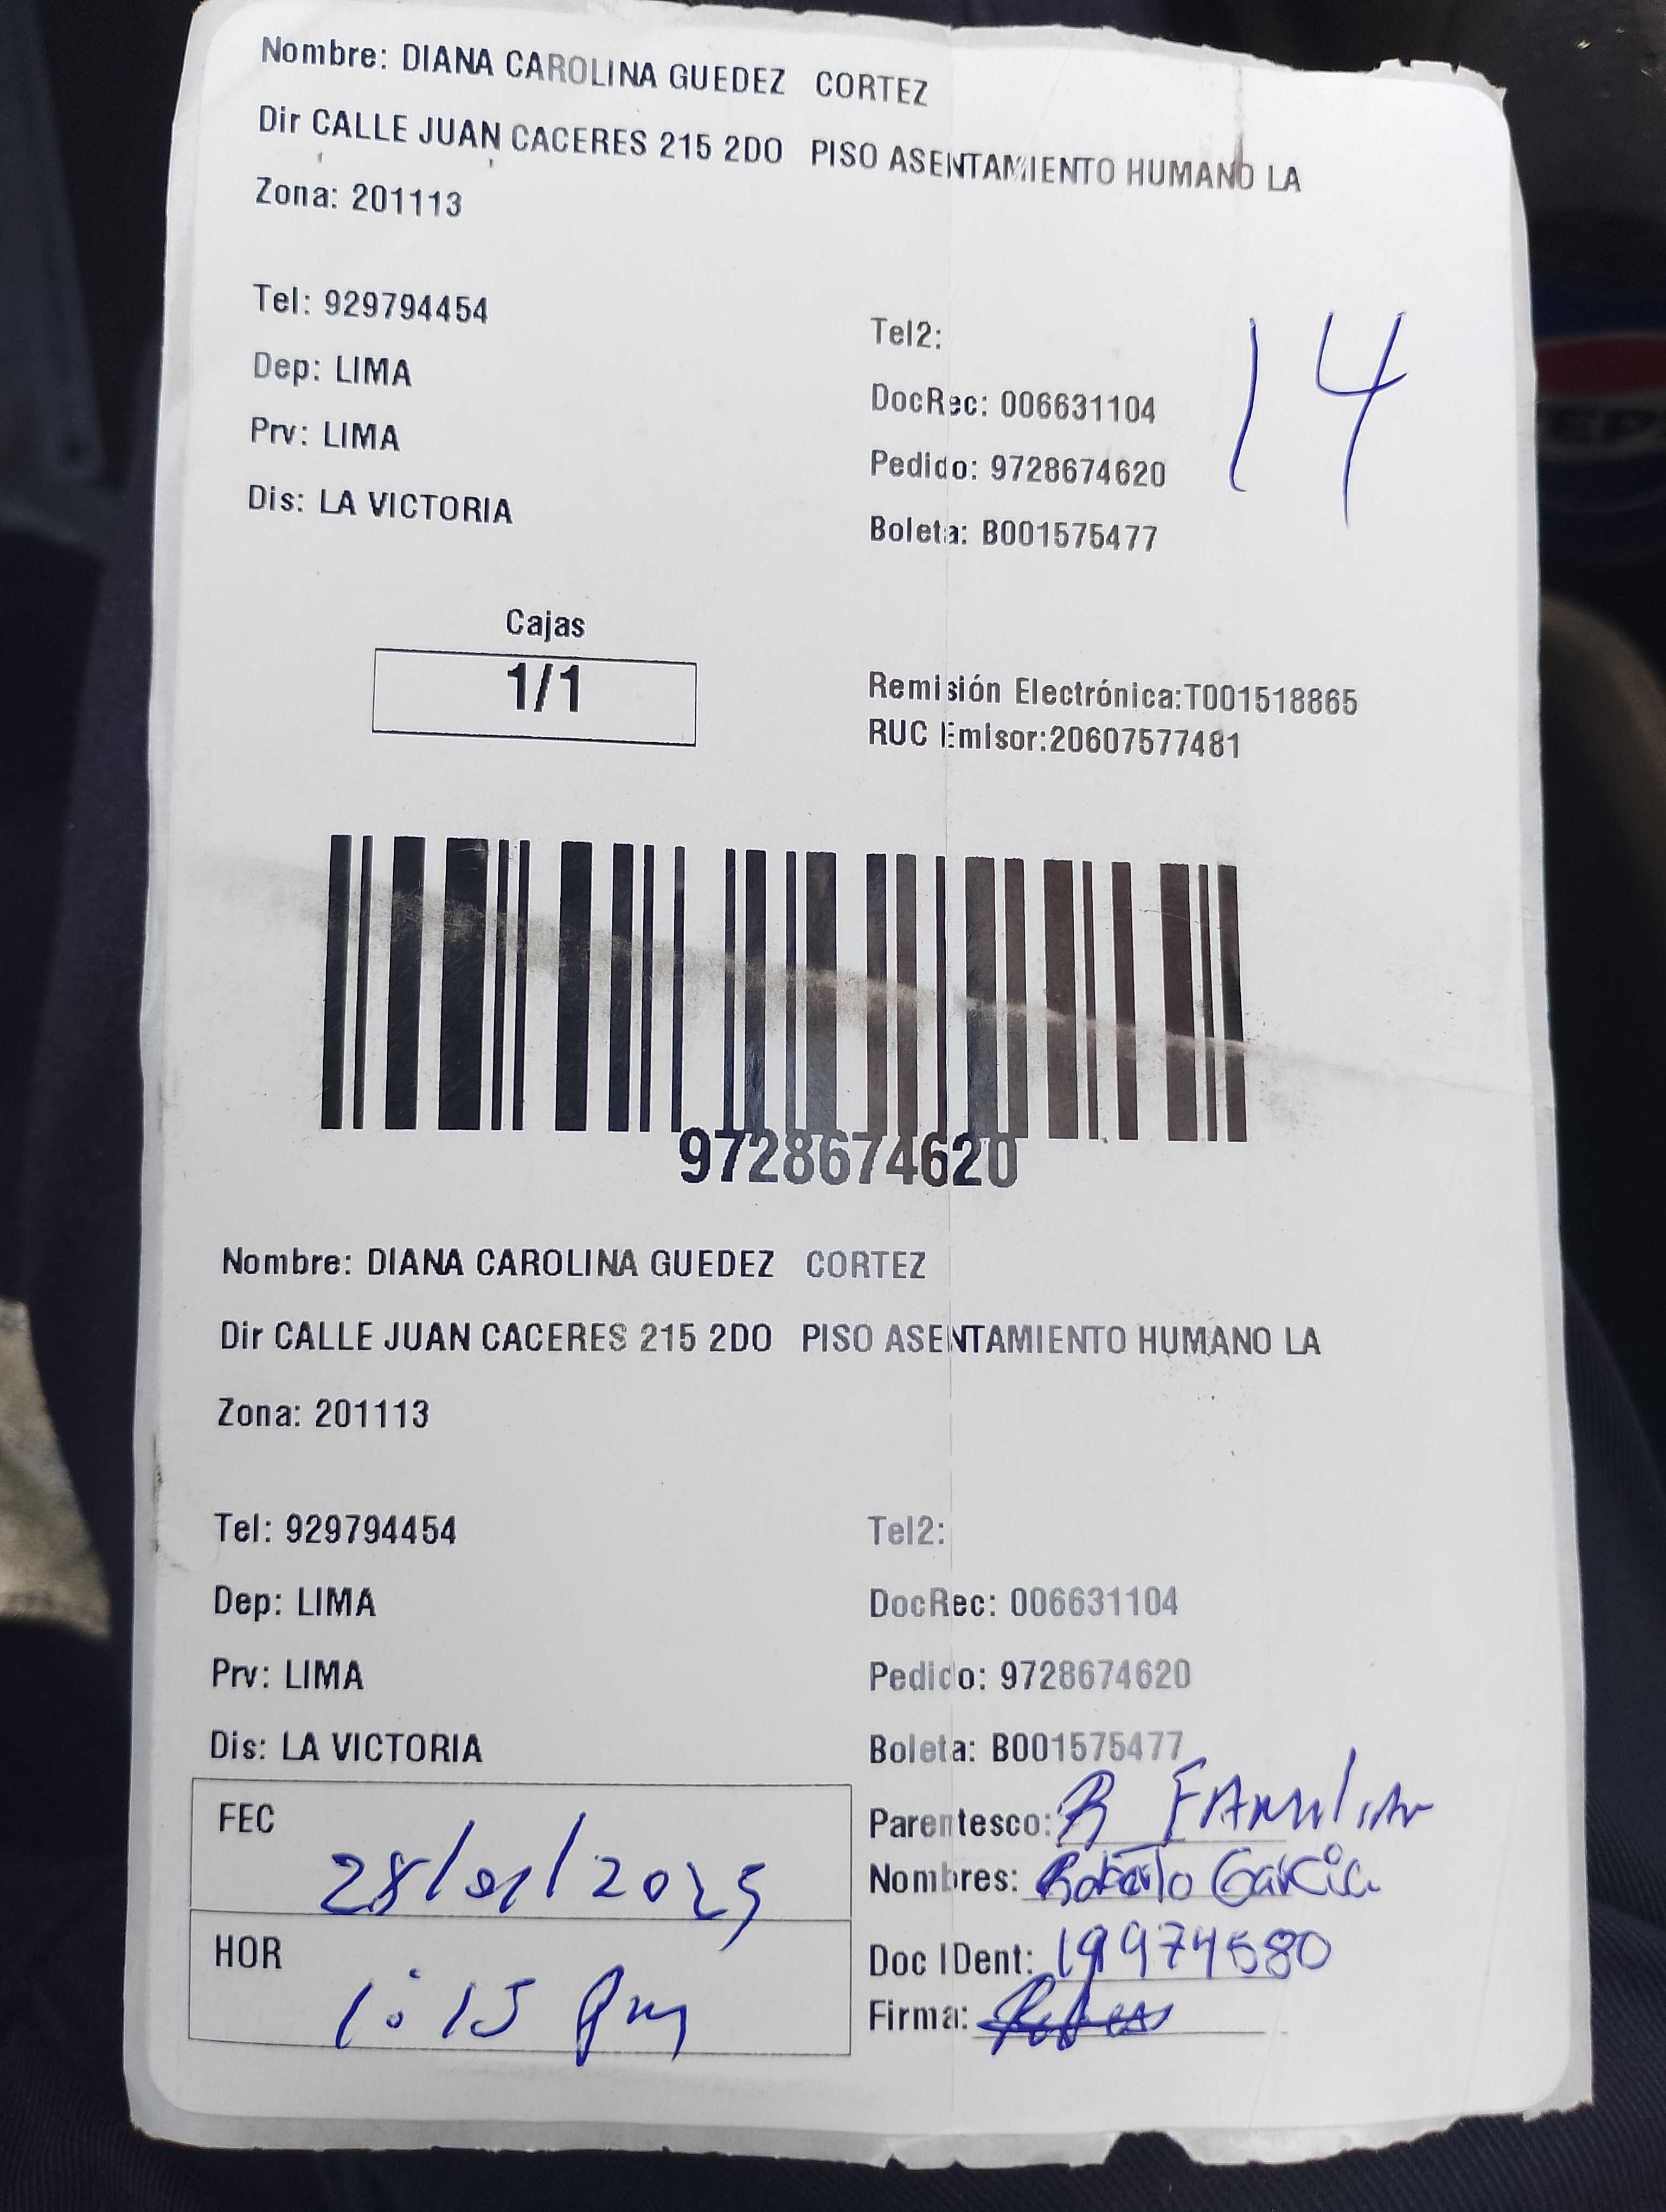 Nombre: DIANA CAROLINA GUEDEZ CORTEZ
Dir CALLE JUAN CACERES 215 2DO PISO ASENTAMIENTO HUMANO LA
Zona: 201113
Tel: 929794454
Tel2:
Dep: LIMA
DocRec: 006631104
14
Prv: LIMA
Pedido: 9728674620
Dis: LA VICTORIA
Boleta: B001575477
Cajas
1/1
Remisión Electrónica:T001518865
RUC Emisor:20607577481
9728674620
Nombre: DIANA CAROLINA GUEDEZ CORTEZ
Dir CALLE JUAN CACERES 215 2DO PISO ASENTAMIENTO HUMANO LA
Zona: 201113
Tel: 929794454
Tel2:
Dep: LIMA
DocRec: 006631104
Prv: LIMA
Pedido: 9728674620
Dis: LA VICTORIA
Boleta: B001575477
FEC 28/01/2025
Parentesco: FAmiliAr
Nombres: Roberto Garcia
HOR 1:15 Pm
Doc IDent: 19974580
Firma: